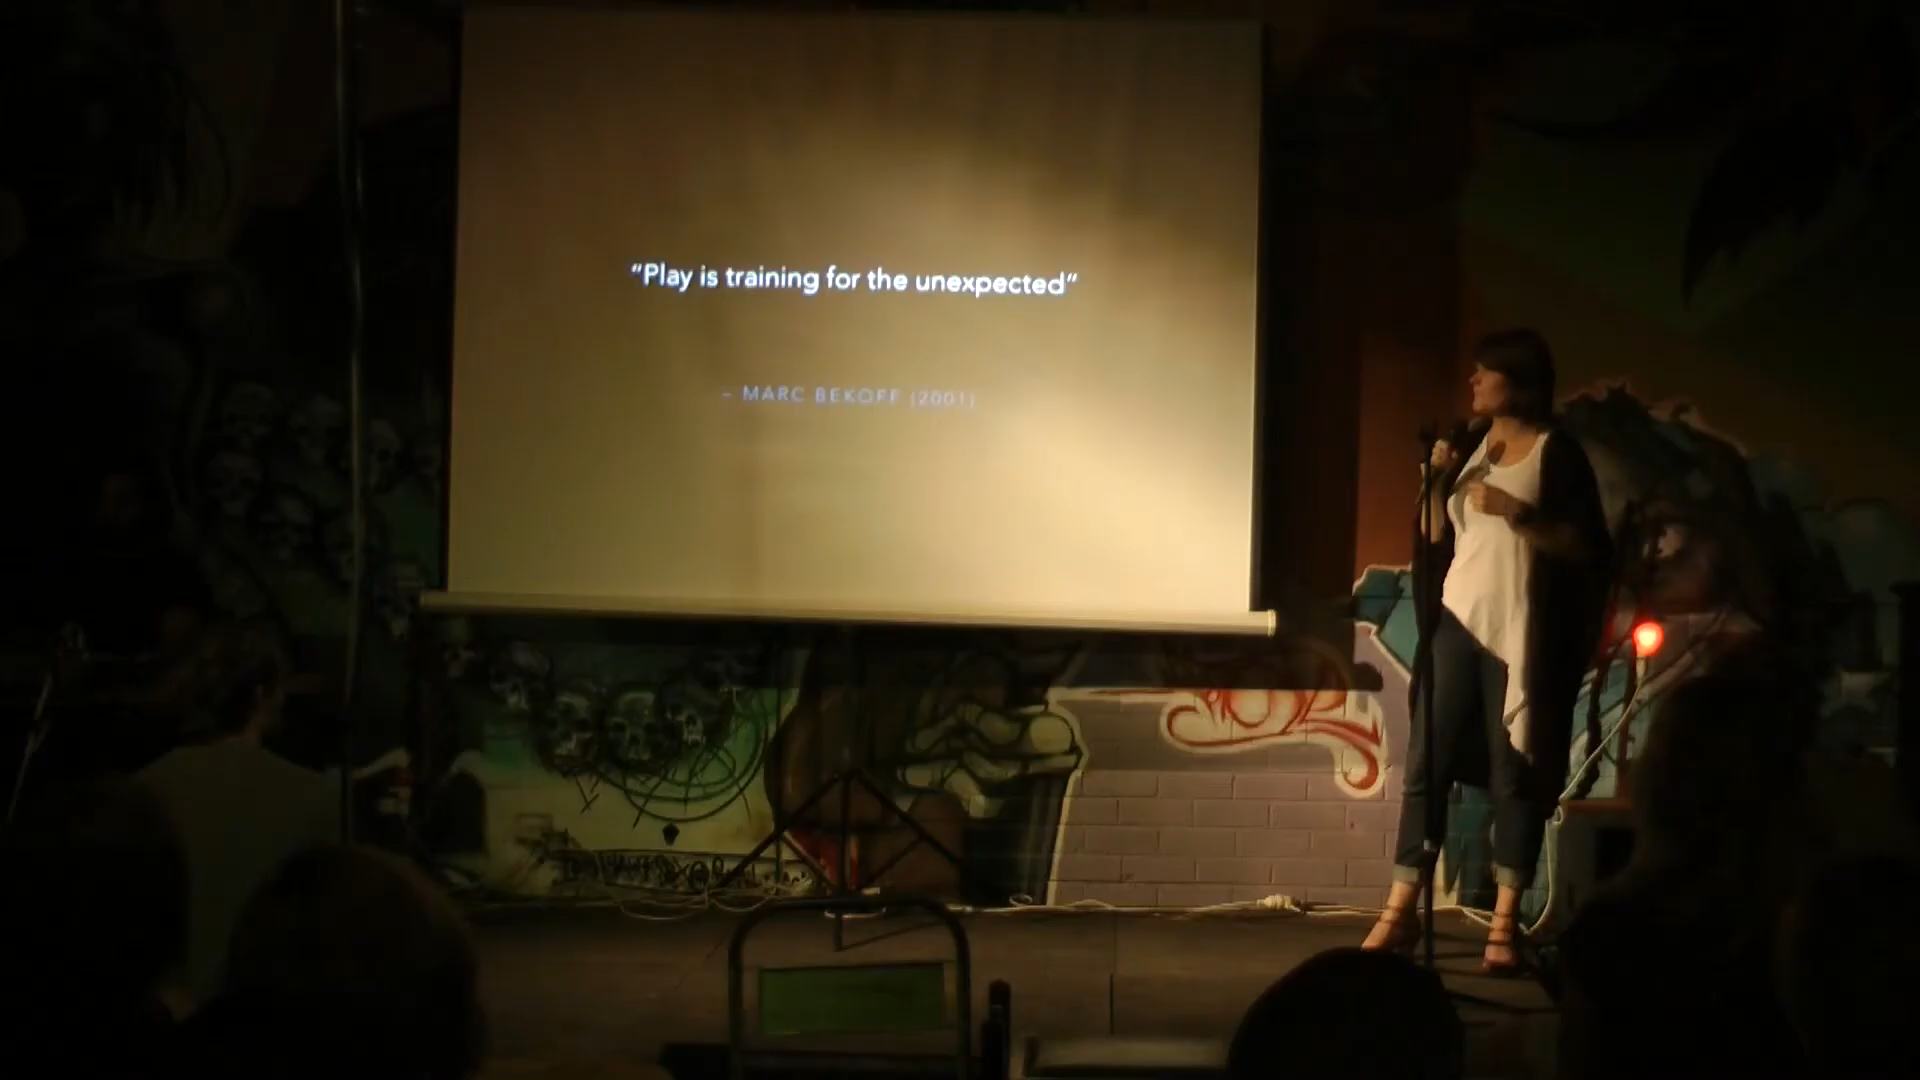 “Play is training for the unexpected”
– MARC BEKOFF (2001)